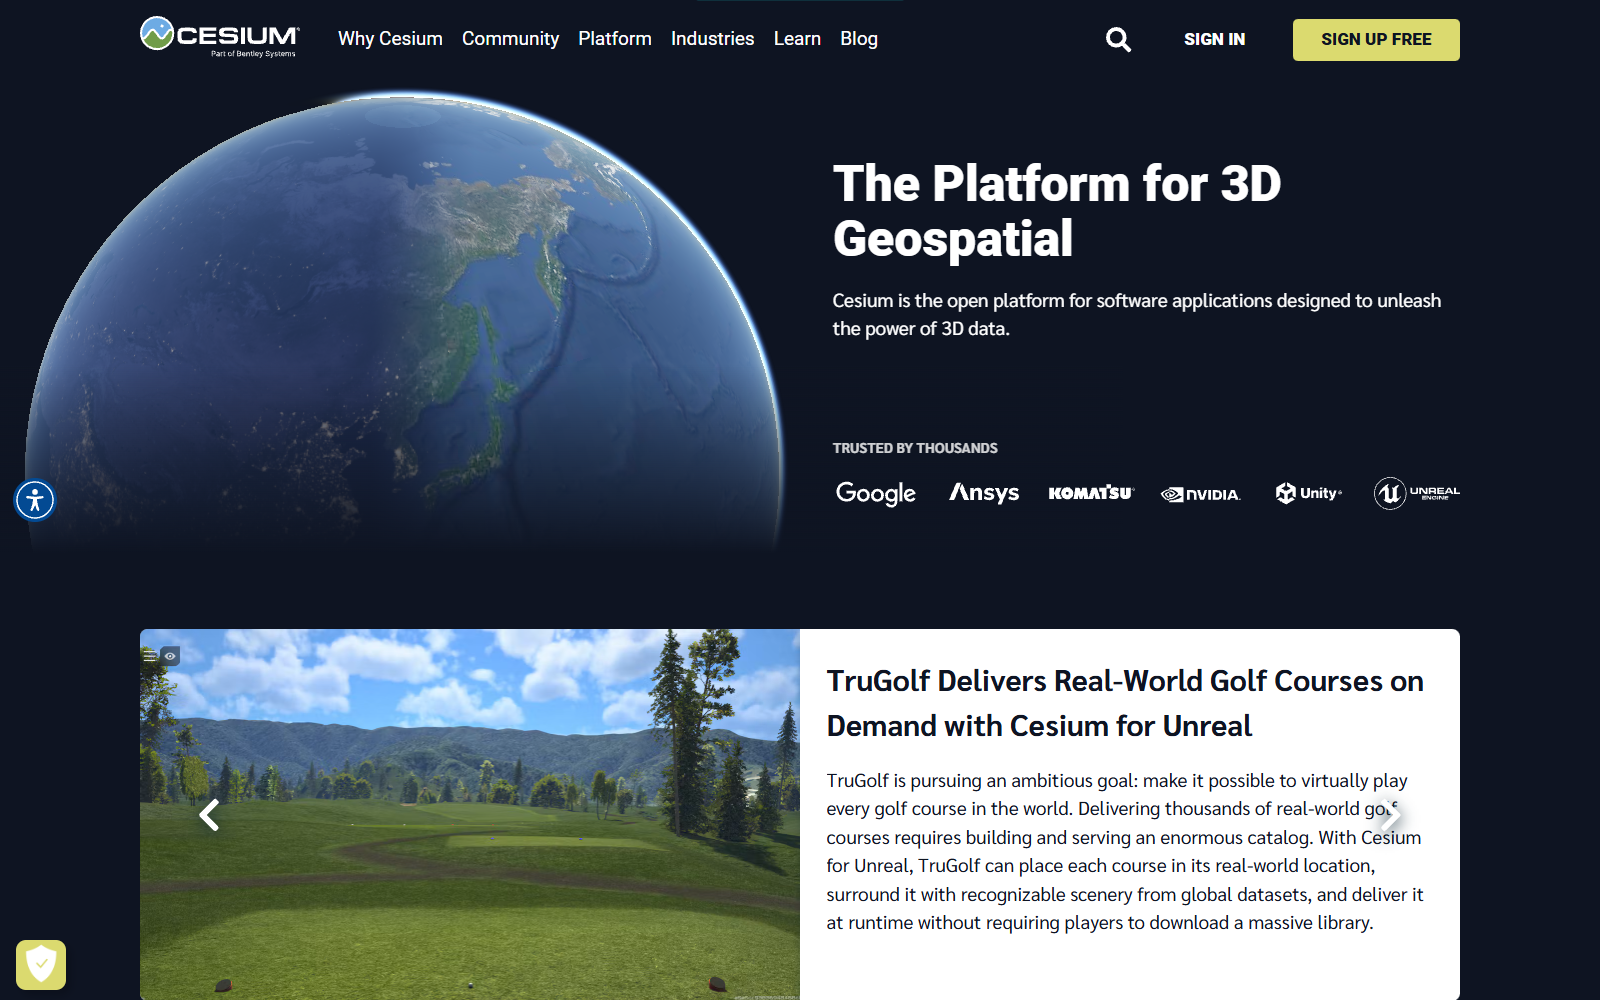 CESIUM
Part of Bentley Systems
Why Cesium Community Platform Industries Learn Blog
SIGN IN
SIGN UP FREE
The Platform for 3D
Geospatial
Cesium is the open platform for software applications designed to unleash
the power of 3D data.
TRUSTED BY THOUSANDS
Google Ansys KOMATSU NVIDIA. Unity UNREAL
ENGINE
TruGolf Delivers Real-World Golf Courses on
Demand with Cesium for Unreal
TruGolf is pursuing an ambitious goal: make it possible to virtually play
every golf course in the world. Delivering thousands of real-world golf
courses requires building and serving an enormous catalog. With Cesium
for Unreal, TruGolf can place each course in its real-world location,
surround it with recognizable scenery from global datasets, and deliver it
at runtime without requiring players to download a massive library.